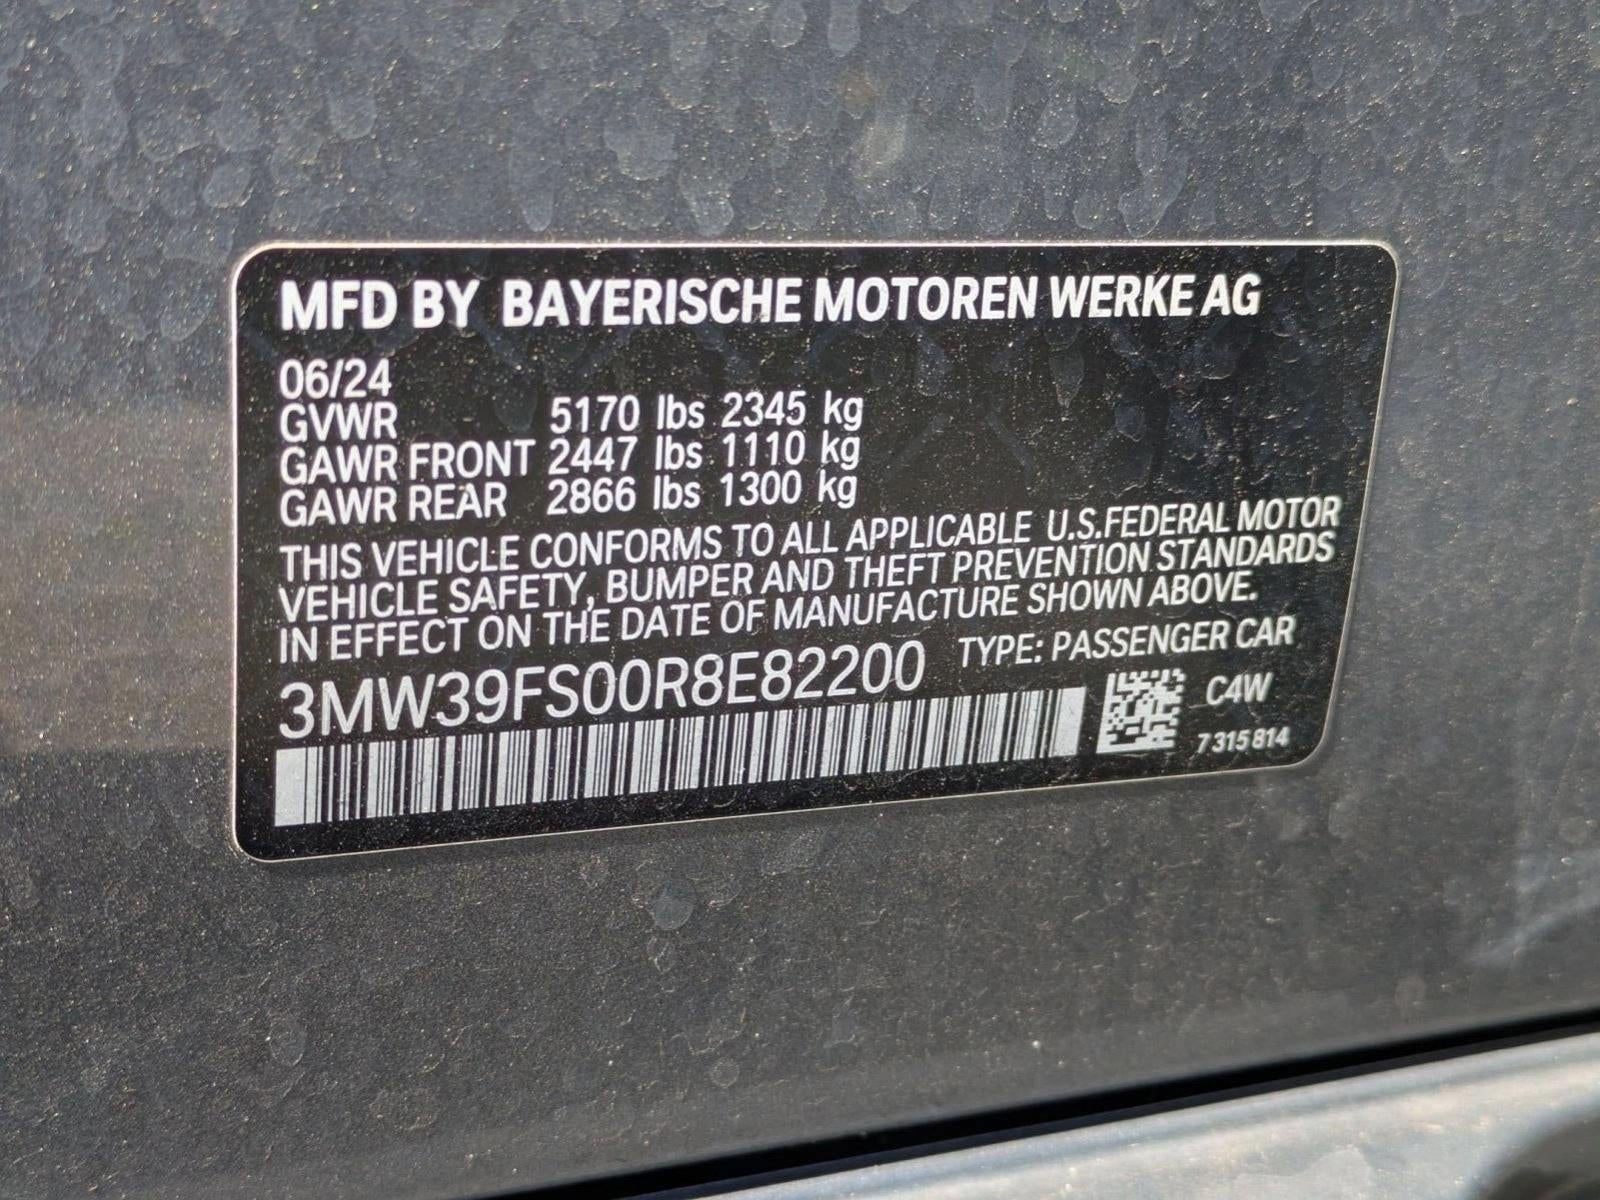 MFD BY BAYERISCHE MOTOREN WERKE AG
06/24
GVWR 5170 lbs 2345 kg
GAWR FRONT 2447 lbs 1110 kg
GAWR REAR 2866 lbs 1300 kg
THIS VEHICLE CONFORMS TO ALL APPLICABLE U.S.FEDERAL MOTOR
VEHICLE SAFETY, BUMPER AND THEFT PREVENTION STANDARDS
IN EFFECT ON THE DATE OF MANUFACTURE SHOWN ABOVE.
3MW39FS00R8E82200 TYPE: PASSENGER CAR
C4W
7 315 814